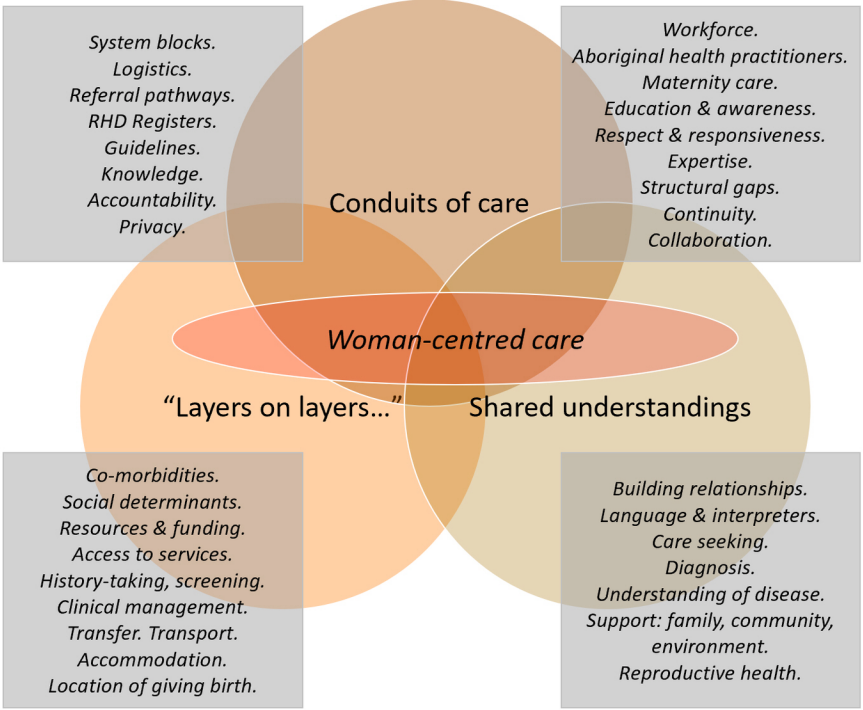 System blocks.
Logistics.
Referral pathways.
RHD Registers.
Guidelines.
Knowledge.
Accountability.
Privacy.
Workforce.
Aboriginal health practitioners.
Maternity care.
Education & awareness.
Respect & responsiveness.
Expertise.
Structural gaps.
Continuity.
Collaboration.
Conduits of care
Woman-centred care
“Layers on layers…”
Shared understandings
Co-morbidities.
Social determinants.
Resources & funding.
Access to services.
History-taking, screening.
Clinical management.
Transfer. Transport.
Accommodation.
Location of giving birth.
Building relationships.
Language & interpreters.
Care seeking.
Diagnosis.
Understanding of disease.
Support: family, community,
environment.
Reproductive health.